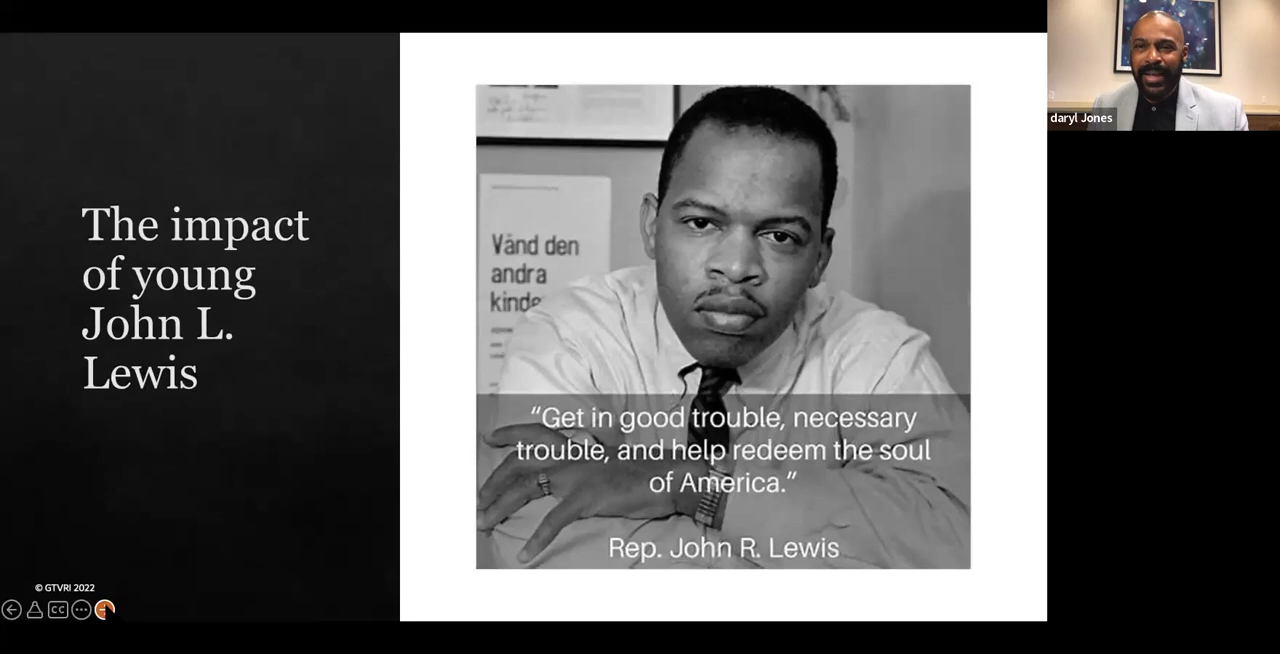 The impact
of young
John L.
Lewis
Vänd den
andra
kinde
“Get in good trouble, necessary
trouble, and help redeem the soul
of America.”
Rep. John R. Lewis
© GTVRI 2022
CC
daryl Jones